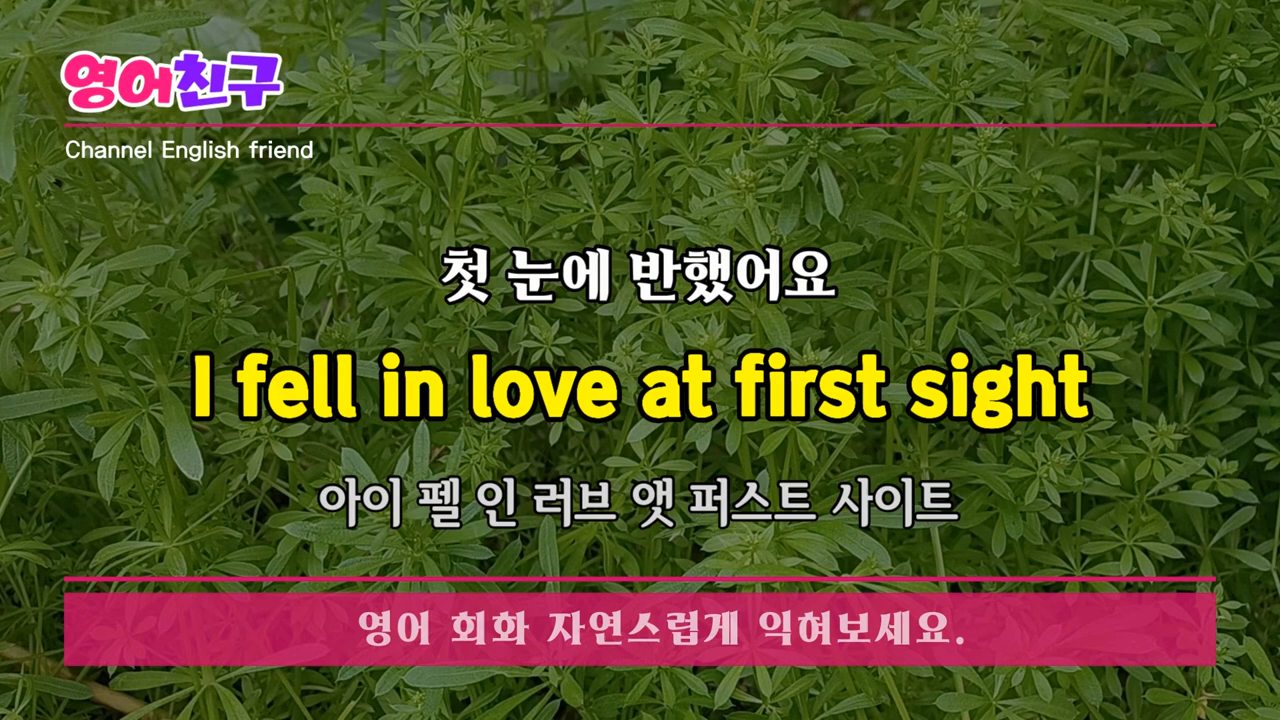 영어친구
Channel English friend
첫 눈에 반했어요
I fell in love at first sight
아이 펠 인 러브 앳 퍼스트 사이트
영어 회화 자연스럽게 익혀보세요.